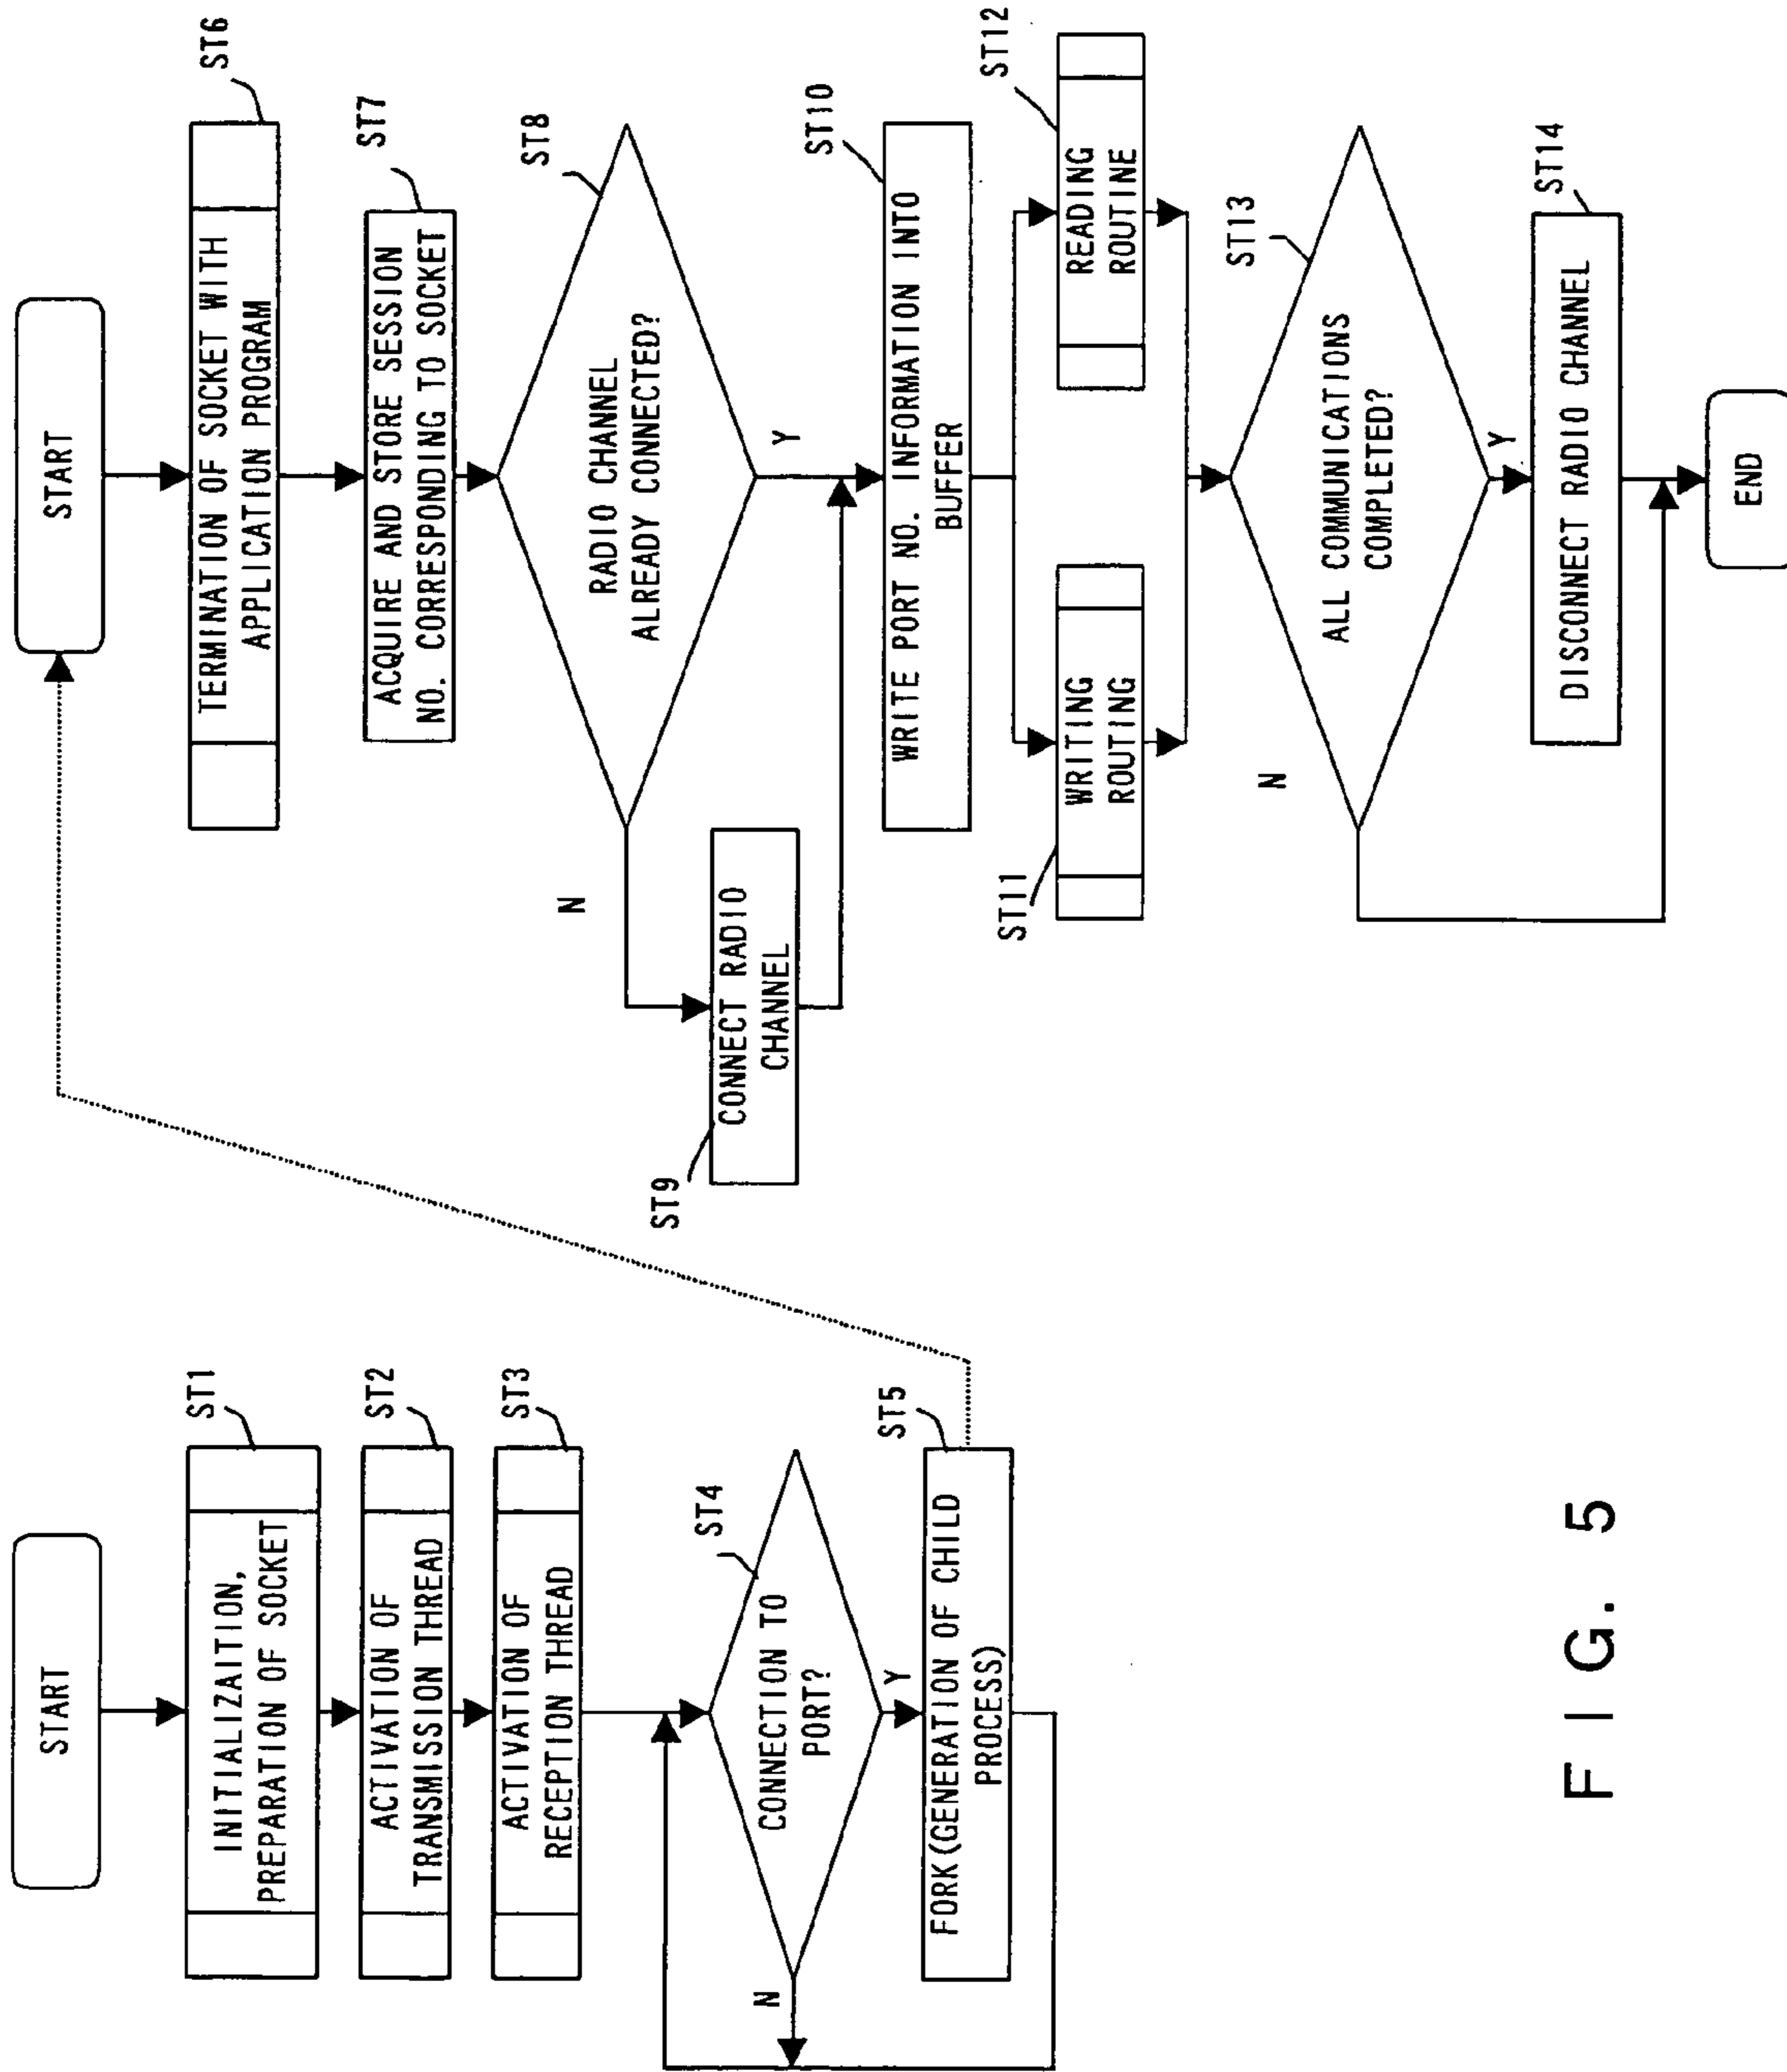 START
INITIALIZAITION,
PREPARATION OF SOCKET
ST1
ACTIVATION OF
TRANSMISSION THREAD
ST2
ACTIVATION OF
RECEPTION THREAD
ST3
CONNECTION TO
PORT?
ST4
N
Y
FORK(GENERATION OF CHILD
PROCESS)
ST5
START
TERMINATION OF SOCKET WITH
APPLICATION PROGRAM
ST6
ACQUIRE AND STORE SESSION
NO. CORRESPONDING TO SOCKET
ST7
RADIO CHANNEL
ALREADY CONNECTED?
ST8
N
Y
CONNECT RADIO
CHANNEL
ST9
WRITE PORT NO. INFORMATION INTO
BUFFER
ST10
WRITING
ROUTING
ST11
READING
ROUTINE
ST12
ALL COMMUNICATIONS
COMPLETED?
ST13
N
Y
DISCONNECT RADIO CHANNEL
ST14
END
FIG. 5